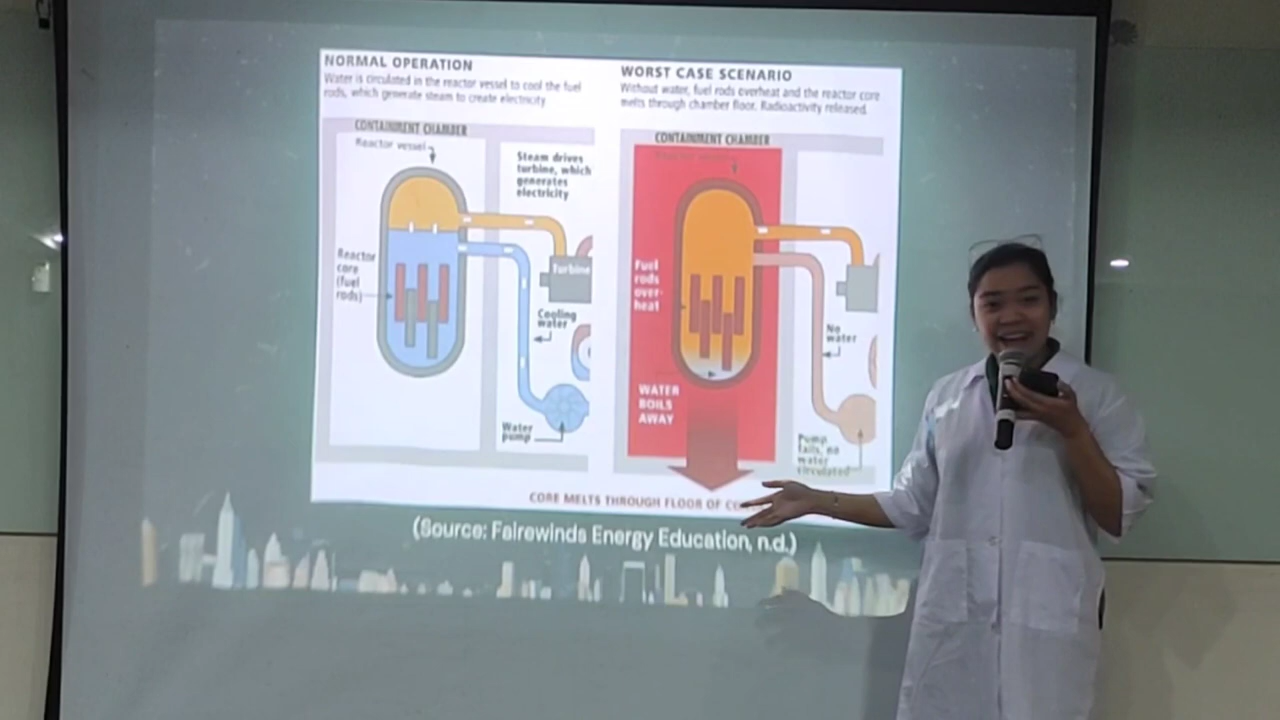 NORMAL OPERATION
Water is circulated in the reactor vessel to cool the fuel
rods, which generate steam to create electricity
CONTAINMENT CHAMBER
Reactor vessel
Steam drives
turbine, which
generates
electricity
Reactor
core
(fuel
rods)
Turbine
Cooling
water
Water
pump
WORST CASE SCENARIO
Without water, fuel rods overheat and the reactor core
melts through chamber floor. Radioactivity released.
CONTAINMENT CHAMBER
Fuel
rods
over-
heat
No
water
WATER
BOILS
AWAY
Pump
fails, no
water
circulated
CORE MELTS THROUGH FLOOR OF
(Source: Fairewinds Energy Education, n.d.)